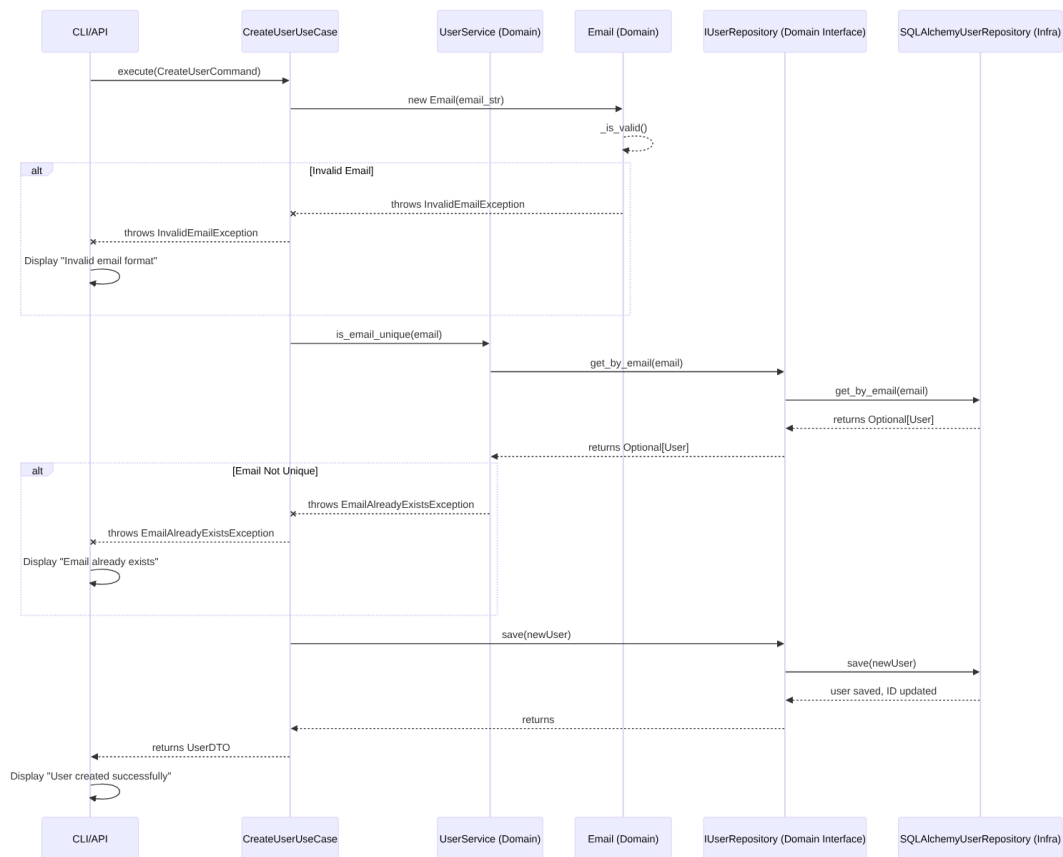 CLI/API
CreateUserUseCase
UserService (Domain)
Email (Domain)
IUserRepository (Domain Interface)
SQLAlchemyUserRepository (Infra)
execute(CreateUserCommand)
new Email(email_str)
_is_valid()
alt
[Invalid Email]
throws InvalidEmailException
throws InvalidEmailException
Display "Invalid email format"
is_email_unique(email)
get_by_email(email)
get_by_email(email)
returns Optional[User]
returns Optional[User]
alt
[Email Not Unique]
throws EmailAlreadyExistsException
throws EmailAlreadyExistsException
Display "Email already exists"
save(newUser)
save(newUser)
user saved, ID updated
returns
returns UserDTO
Display "User created successfully"
CLI/API
CreateUserUseCase
UserService (Domain)
Email (Domain)
IUserRepository (Domain Interface)
SQLAlchemyUserRepository (Infra)